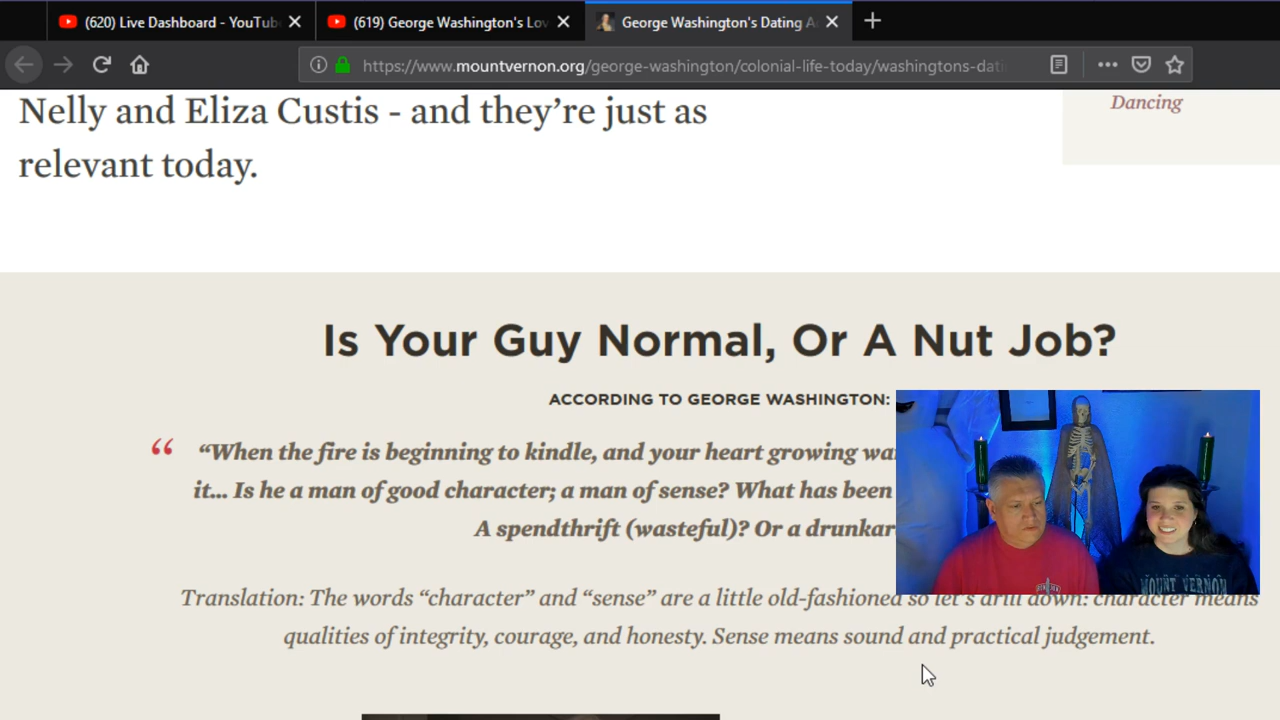 (620) Live Dashboard - YouTub
(619) George Washington's Lov
George Washington's Dating A
https://www.mountvernon.org/george-washington/colonial-life-today/washingtons-dati
Nelly and Eliza Custis - and they're just as
relevant today.
Dancing
Is Your Guy Normal, Or A Nut Job?
ACCORDING TO GEORGE WASHINGTON:
“ “When the fire is beginning to kindle, and your heart growing
it... Is he a man of good character; a man of sense? What has been
A spendthrift (wasteful)? Or a
Translation: The words “character” and “sense” are a little old-fashioned so let's drill down: character means
qualities of integrity, courage, and honesty. Sense means sound and practical judgement.
MOUNT VERNON